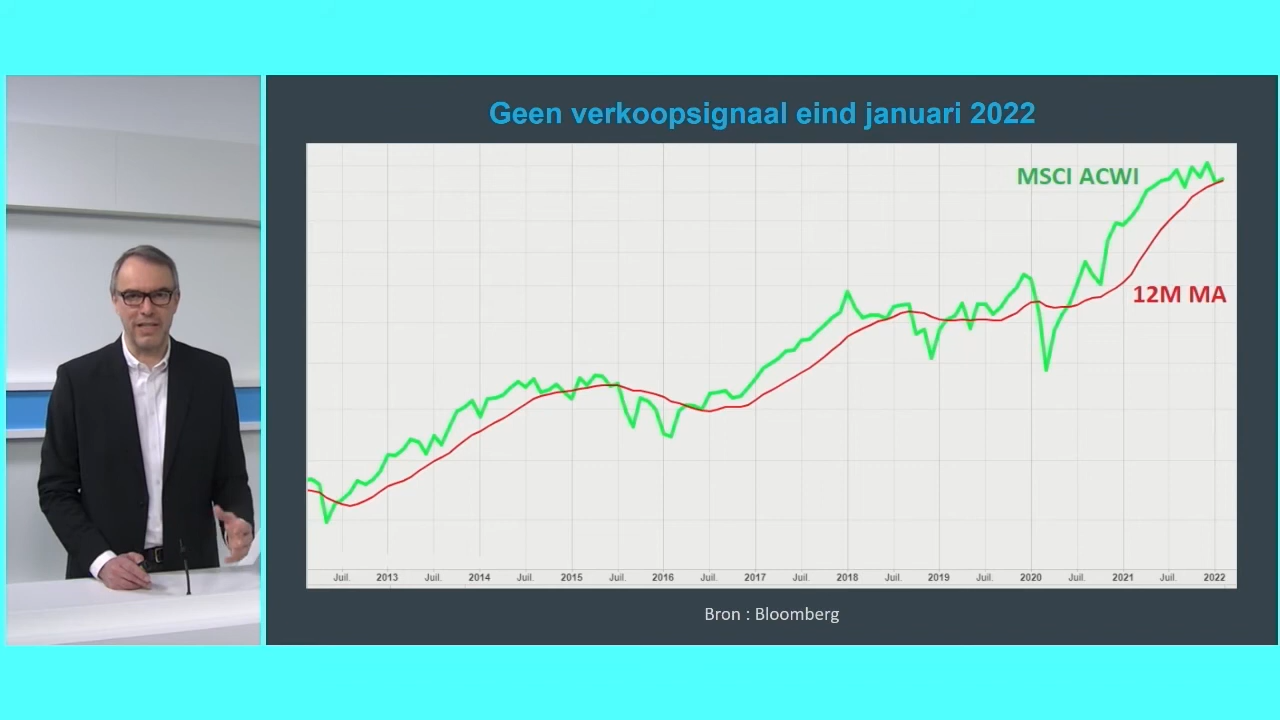 Geen verkoopsignaal eind januari 2022
MSCI ACWI
12M MA
Juil. 2013 Juil. 2014 Juil. 2015 Juil. 2016 Juil. 2017 Juil. 2018 Juil. 2019 Juil. 2020 Juil. 2021 Juil. 2022
Bron : Bloomberg